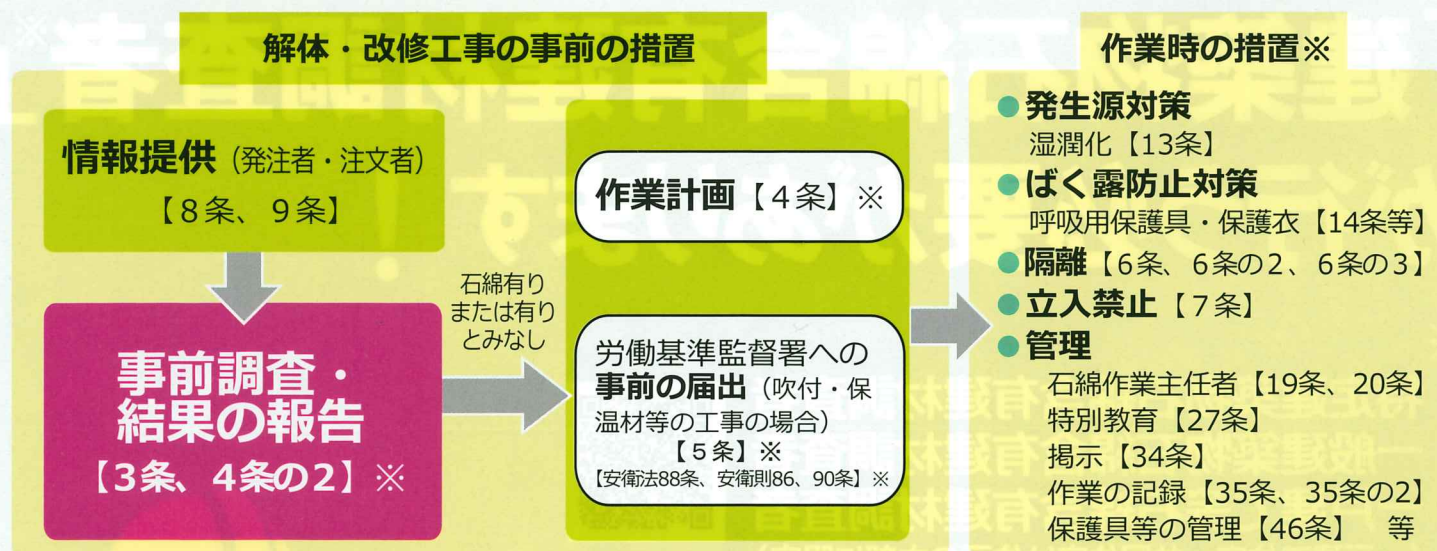 解体・改修工事の事前の措置
情報提供（発注者・注文者）
【８条、９条】
事前調査・
結果の報告
【３条、４条の２】※
石綿有り
または有り
とみなし
作業計画【４条】※
労働基準監督署への
事前の届出（吹付・保
温材等の工事の場合）
【５条】※
【安衛法88条、安衛則86、90条】※
作業時の措置※
●発生源対策
湿潤化【13条】
●ばく露防止対策
呼吸用保護具・保護衣【14条等】
●隔離【6条、6条の2、6条の3】
●立入禁止【７条】
●管理
石綿作業主任者【19条、20条】
特別教育【27条】
掲示【34条】
作業の記録【35条、35条の2】
保護具等の管理【46条】　等